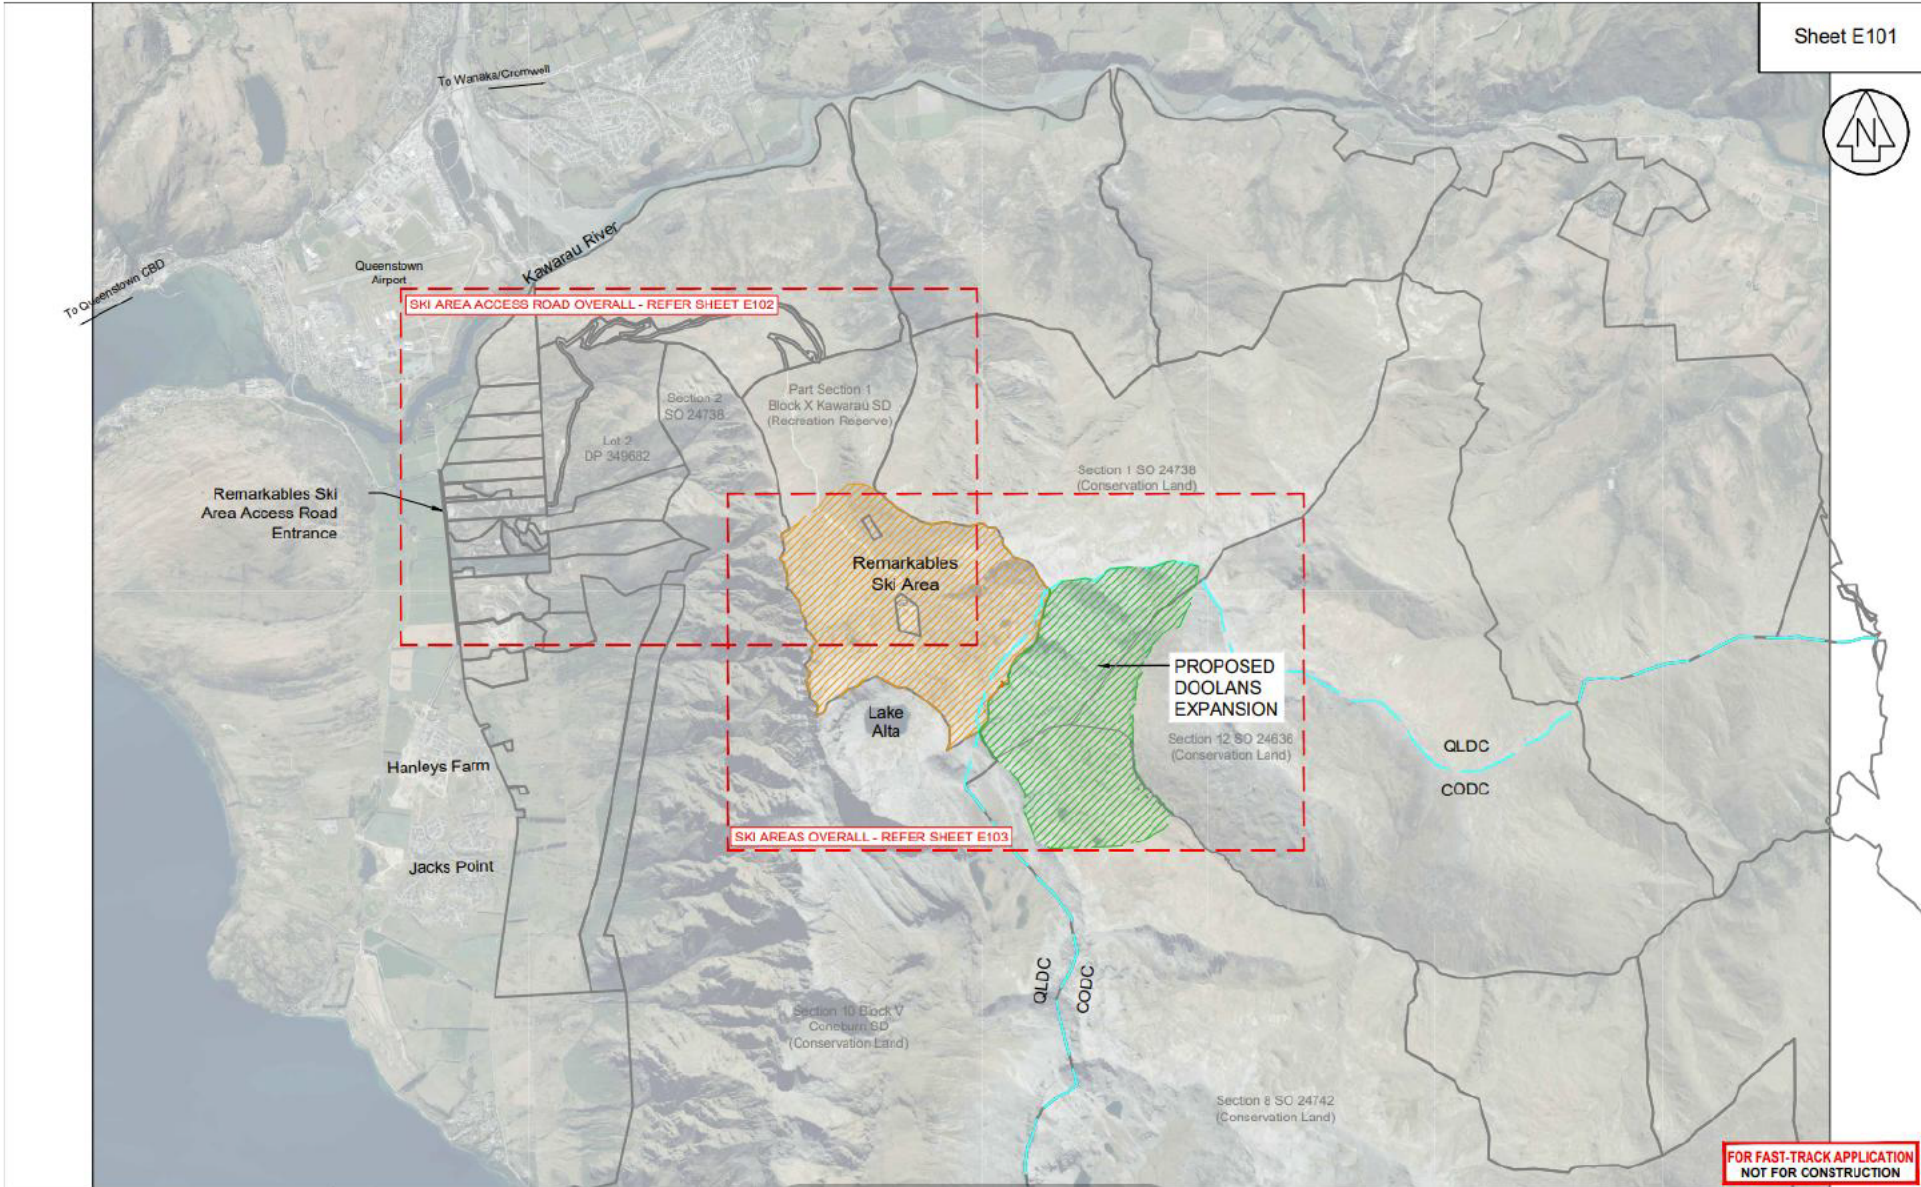 Sheet E101
N
To Wanaka/Cromwell
Kawarau River
Queenstown
Airport
To Queenstown CBD
SKI AREA ACCESS ROAD OVERALL - REFER SHEET E102
Section 2
SO 24738
Part Section 1
Block X Kawarau SD
(Recreation Reserve)
Lot 2
DP 349682
Section 1 SO 24738
(Conservation Land)
Remarkables Ski
Area Access Road
Entrance
Remarkables
Ski Area
PROPOSED
DOOLANS
EXPANSION
Lake
Alta
Section 12 SO 24636
(Conservation Land)
QLDC
CODC
Hanleys Farm
SKI AREAS OVERALL - REFER SHEET E103
Jacks Point
QLDC
CODC
Section 10 Block V
Coneburn SD
(Conservation Land)
Section 8 SO 24742
(Conservation Land)
FOR FAST-TRACK APPLICATION
NOT FOR CONSTRUCTION